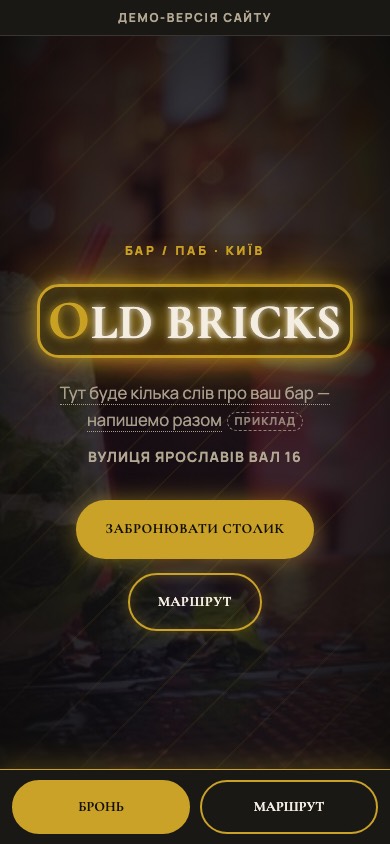 ДЕМО-ВЕРСІЯ САЙТУ
БАР / ПАБ · КИЇВ
OLD BRICKS
Тут буде кілька слів про ваш бар —
напишемо разом ПРИКЛАД
ВУЛИЦЯ ЯРОСЛАВІВ ВАЛ 16
ЗАБРОНЮВАТИ СТОЛИК
МАРШРУТ
БРОНЬ МАРШРУТ